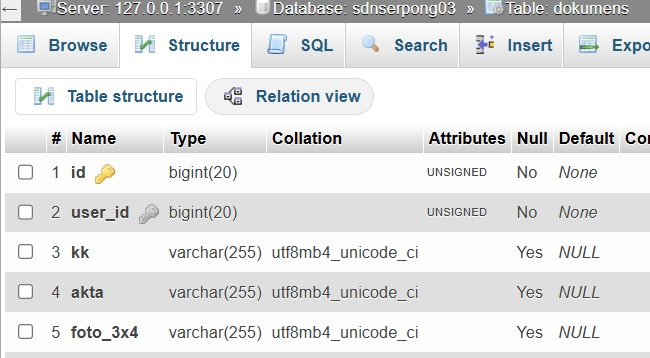 Server: 127.0.0.1:3307 » Database: sdnserpong03 » Table: dokumens
Browse Structure SQL Search Insert Expo
Table structure Relation view
# Name Type Collation Attributes Null Default Co
1 id bigint(20) UNSIGNED No None
2 user_id bigint(20) UNSIGNED No None
3 kk varchar(255) utf8mb4_unicode_ci Yes NULL
4 akta varchar(255) utf8mb4_unicode_ci Yes NULL
5 foto_3x4 varchar(255) utf8mb4_unicode_ci Yes NULL